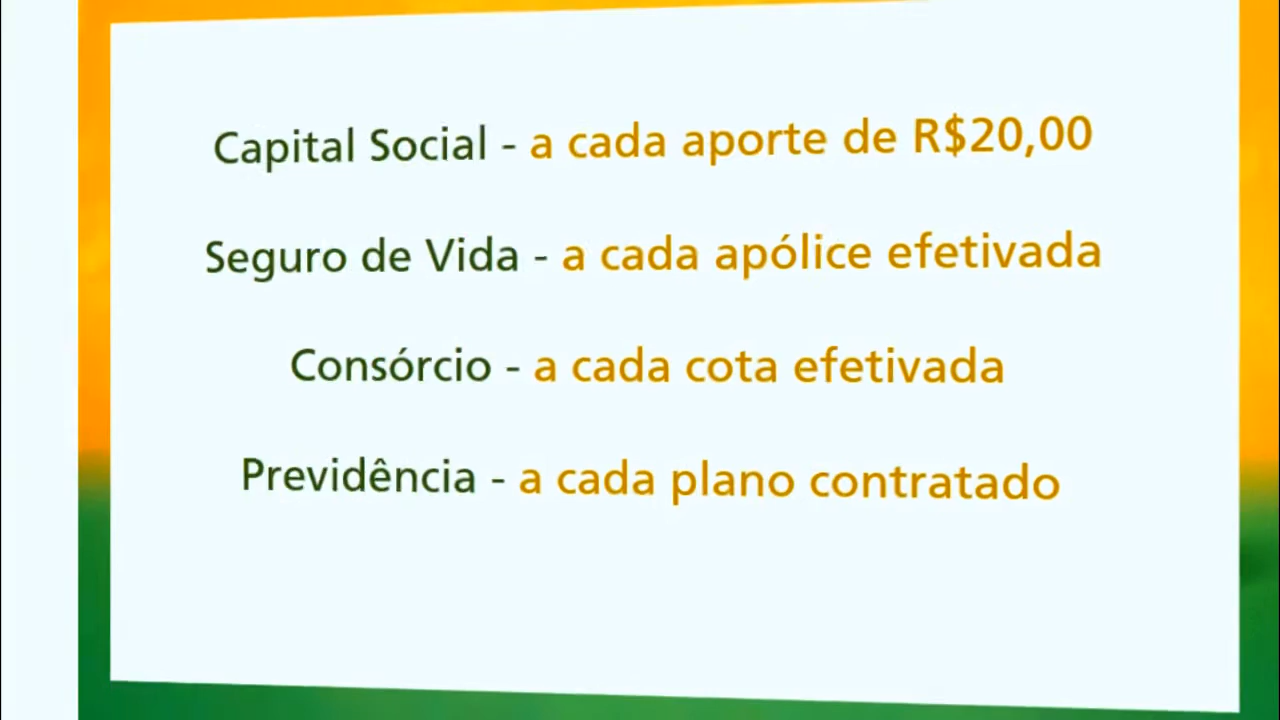 Capital Social - a cada aporte de R$20,00
Seguro de Vida - a cada apólice efetivada
Consórcio - a cada cota efetivada
Previdência - a cada plano contratado